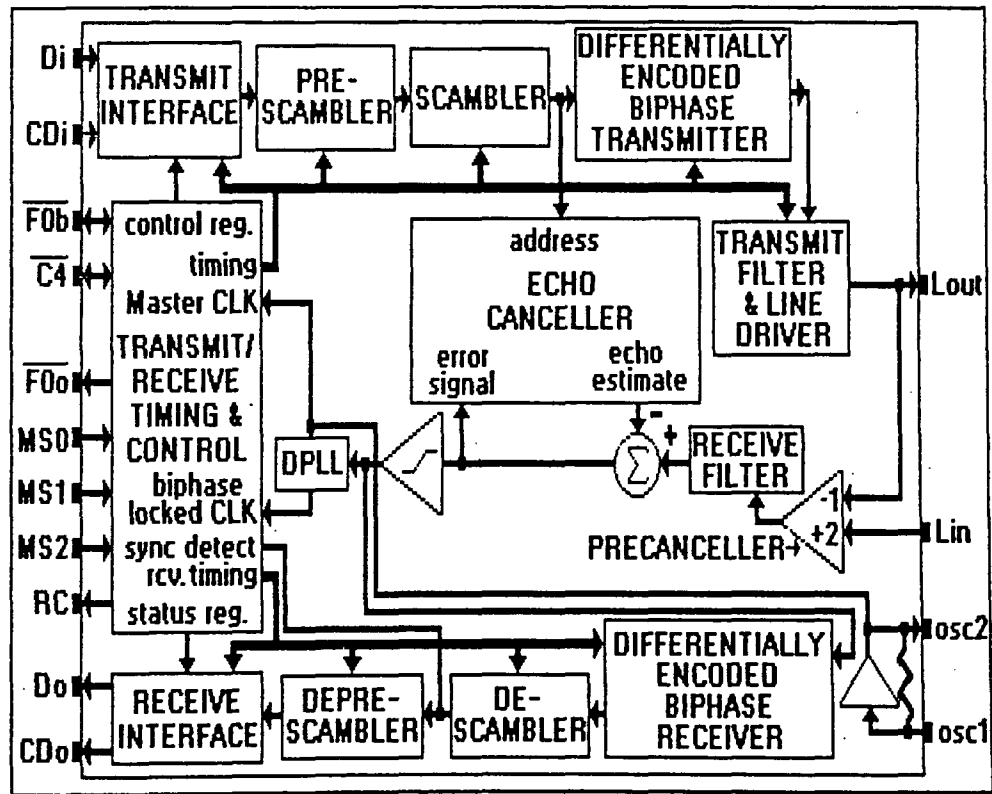 Di
CDi
TRANSMIT
INTERFACE
PRE-
SCAMBLER
SCAMBLER
DIFFERENTIALLY
ENCODED
BIPHASE
TRANSMITTER
F0b
C4
F0o
MS0
MS1
MS2
RC
control reg.
timing
Master CLK
TRANSMIT/
RECEIVE
TIMING &
CONTROL
biphase
locked CLK
sync detect
rcv. timing
status reg.
address
ECHO
CANCELLER
error
signal
echo
estimate
TRANSMIT
FILTER
& LINE
DRIVER
Lout
DPLL
Σ
-
+
RECEIVE
FILTER
-1
+2
PRECANCELLER
Lin
osc2
osc1
Do
CDo
RECEIVE
INTERFACE
DEPRE-
SCAMBLER
DE-
SCAMBLER
DIFFERENTIALLY
ENCODED
BIPHASE
RECEIVER